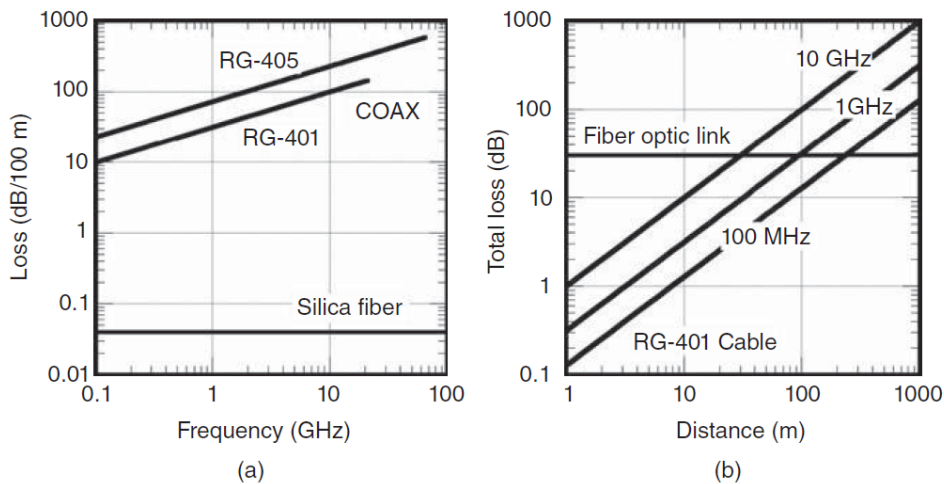 1000
100
10
1
0.1
0.01
Loss (dB/100 m)
RG-405
RG-401
COAX
Silica fiber
0.1
1
10
100
Frequency (GHz)
(a)
1000
100
10
1
0.1
Total loss (dB)
10 GHz
1GHz
Fiber optic link
100 MHz
RG-401 Cable
1
10
100
1000
Distance (m)
(b)